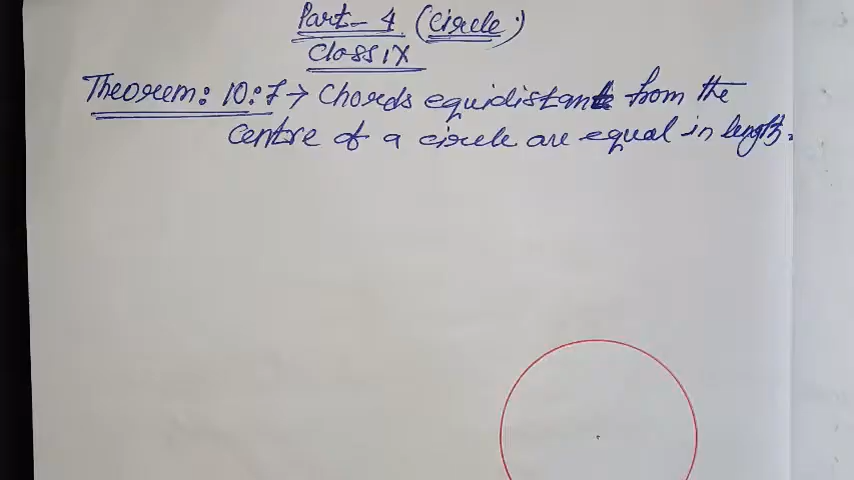 Part- 4 (Circle)
Class IX
Theorem: 10:7 → Chords equidistant from the
centre of a circle are equal in length.